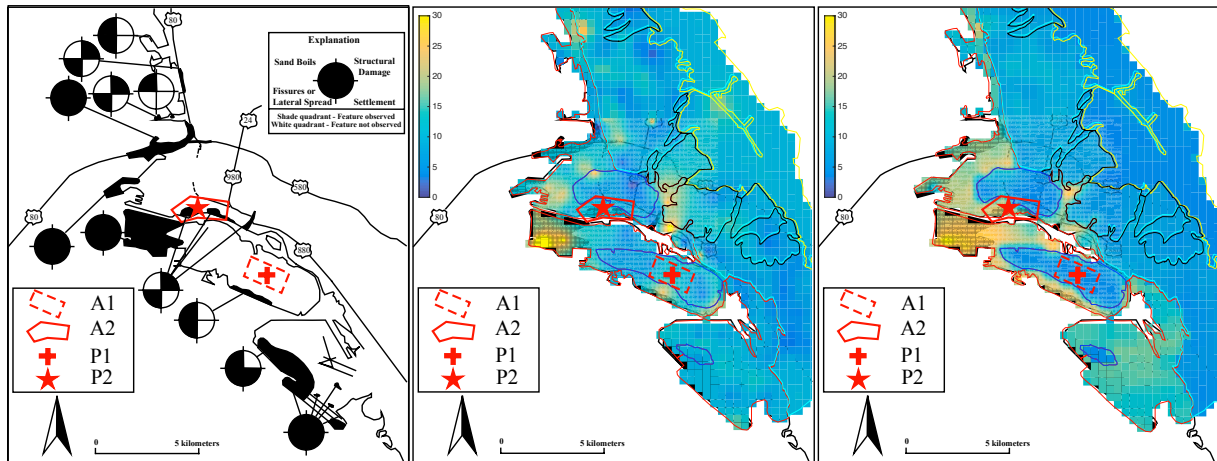 80
Explanation
Sand Boils
Structural
Damage
Fissures or
Lateral Spread
Settlement
Shade quadrant - Feature observed
White quadrant - Feature not observed
24
980
580
80
880
A1
A2
P1
P2
0
5 kilometers
30
25
20
15
10
5
0
80
A1
A2
P1
P2
0
5 kilometers
30
25
20
15
10
5
0
80
A1
A2
P1
P2
0
5 kilometers